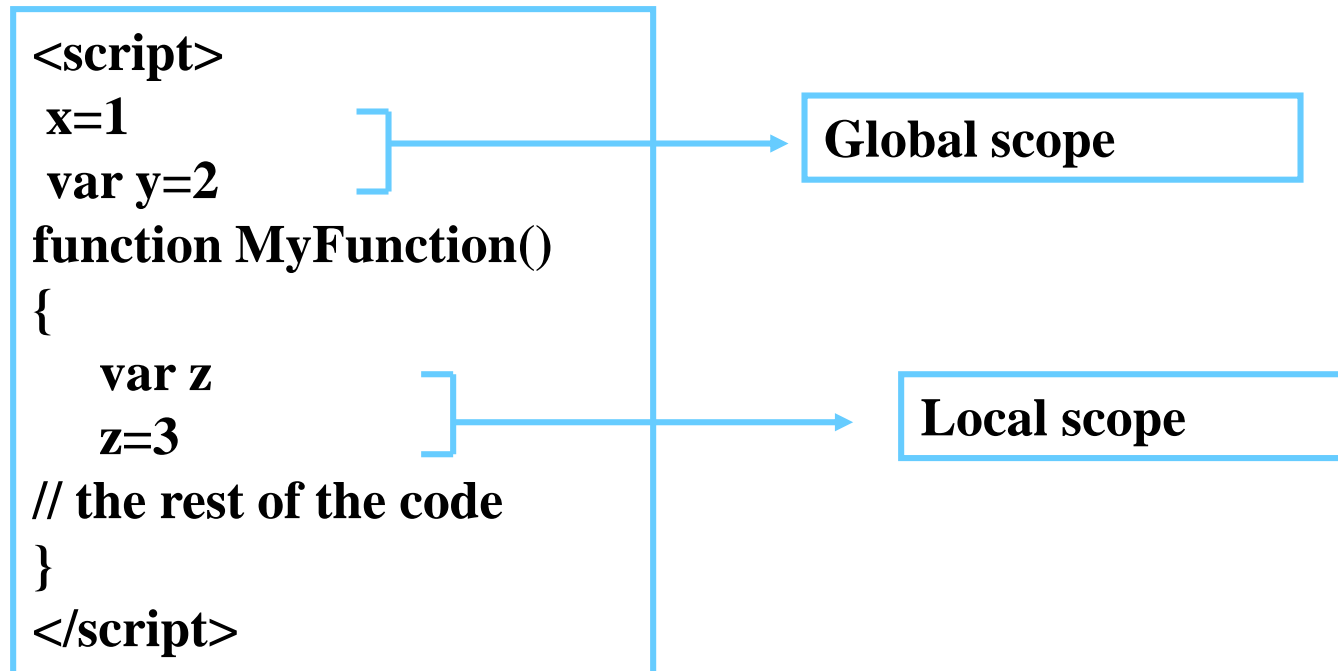 <script>
x=1
var y=2
function MyFunction()
{
var z
z=3
// the rest of the code
}
</script>
Global scope
Local scope